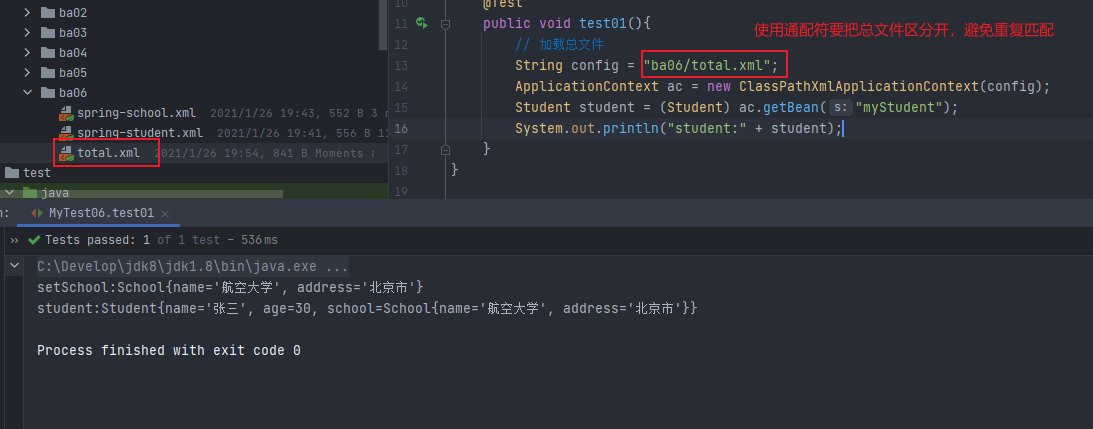 ba02
ba03
ba04
ba05
ba06
spring-school.xml 2021/1/26 19:43, 552 B 3 m
spring-student.xml 2021/1/26 19:41, 556 B 11
total.xml 2021/1/26 19:54, 841 B Moments a
test
java
10 @Test
11 public void test01(){
使用通配符要把总文件区分开，避免重复匹配
12 // 加载总文件
13 String config = "ba06/total.xml";
14 ApplicationContext ac = new ClassPathXmlApplicationContext(config);
15 Student student = (Student) ac.getBean( s: "myStudent");
16 System.out.println("student:" + student);
17 }
18 }
19
n: MyTest06.test01 ×
›› Tests passed: 1 of 1 test – 536 ms
C:\Develop\jdk8\jdk1.8\bin\java.exe ...
setSchool:School{name='航空大学', address='北京市'}
student:Student{name='张三', age=30, school=School{name='航空大学', address='北京市'}}
Process finished with exit code 0